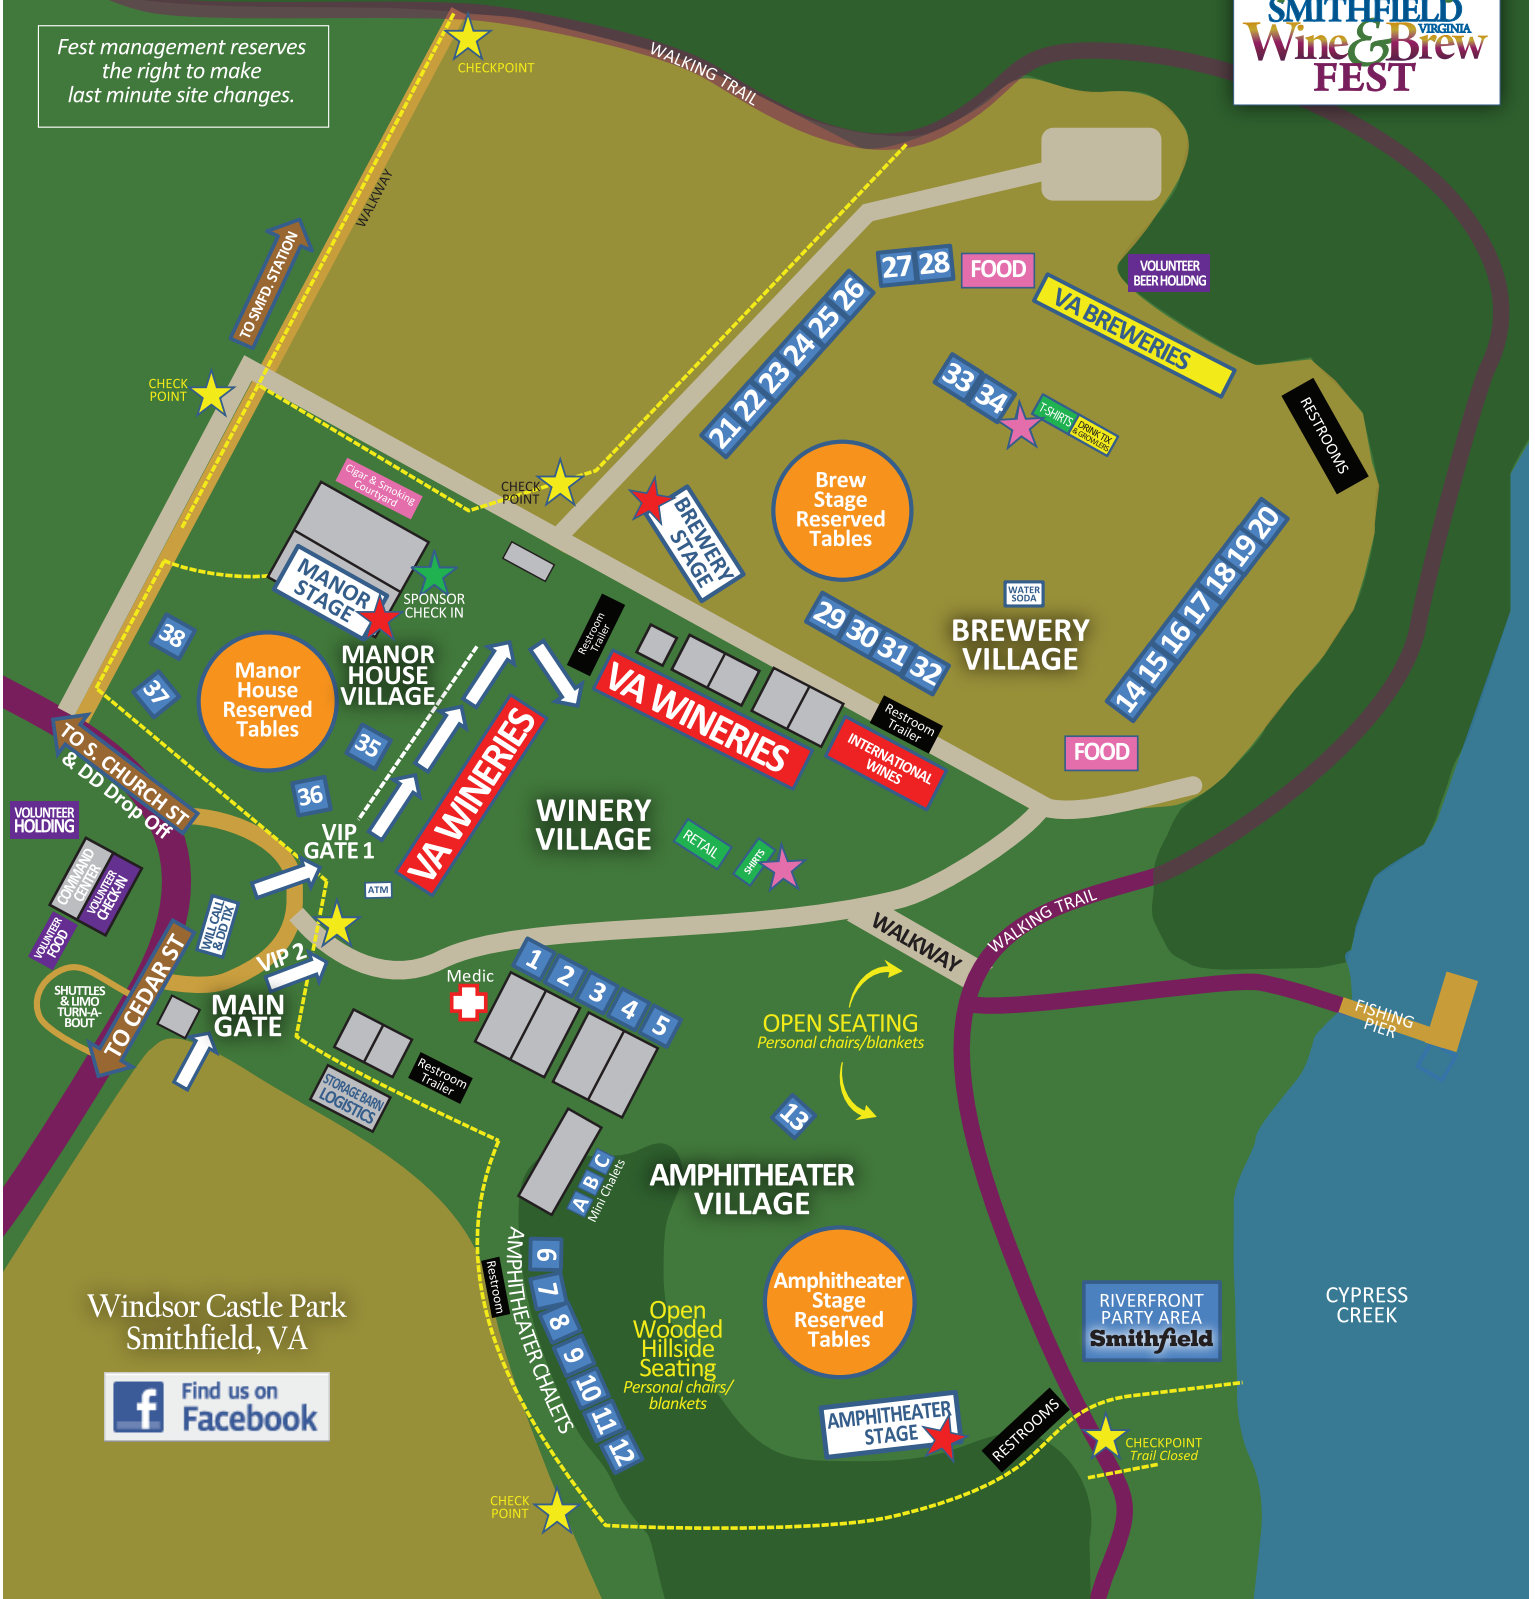 SMITHFIELD
VIRGINIA
Wine & Brew
FEST
Fest management reserves
the right to make
last minute site changes.
CHECKPOINT
WALKING TRAIL
WALKWAY
TO SMFD. STATION
CHECK
POINT
27 28
FOOD
VOLUNTEER
BEER HOLIDNG
VA BREWERIES
21 22 23 24 25 26
33 34
T-SHIRTS
DRINK TIX
& GROWLERS
RESTROOMS
Cigar & Smoking
Courtyard
CHECK
POINT
BREWERY
STAGE
Brew
Stage
Reserved
Tables
14 15 16 17 18 19 20
MANOR
STAGE
SPONSOR
CHECK IN
WATER
SODA
29 30 31 32
BREWERY
VILLAGE
38
37
Manor
House
Reserved
Tables
MANOR
HOUSE
VILLAGE
35
36
Restroom
Trailer
VA WINERIES
VA WINERIES
INTERNATIONAL
WINES
Restroom
Trailer
FOOD
TO S. CHURCH ST
& DD Drop Off
VOLUNTEER
HOLDING
VIP
GATE 1
WINERY
VILLAGE
RETAIL
SHIRTS
ATM
COMMAND
CENTER
VOLUNTEER
CHECK-IN
VOLUNTEER
FOOD
WILL CALL
& DD TIX
VIP 2
WALKWAY
WALKING TRAIL
TO CEDAR ST
SHUTTLES
& LIMO
TURN-A-
BOUT
MAIN
GATE
Medic
1 2 3 4 5
OPEN SEATING
Personal chairs/blankets
FISHING
PIER
Restroom
Trailer
STORAGE BARN
LOGISTICS
13
A B C
Mini Chalets
AMPHITHEATER
VILLAGE
AMPHITHEATER CHALETS
Restroom
6
7
8
9
10
11
12
Open
Wooded
Hillside
Seating
Personal chairs/
blankets
Amphitheater
Stage
Reserved
Tables
RIVERFRONT
PARTY AREA
Smithfield
CYPRESS
CREEK
Windsor Castle Park
Smithfield, VA
f
Find us on
Facebook
AMPHITHEATER
STAGE
RESTROOMS
CHECKPOINT
Trail Closed
CHECK
POINT